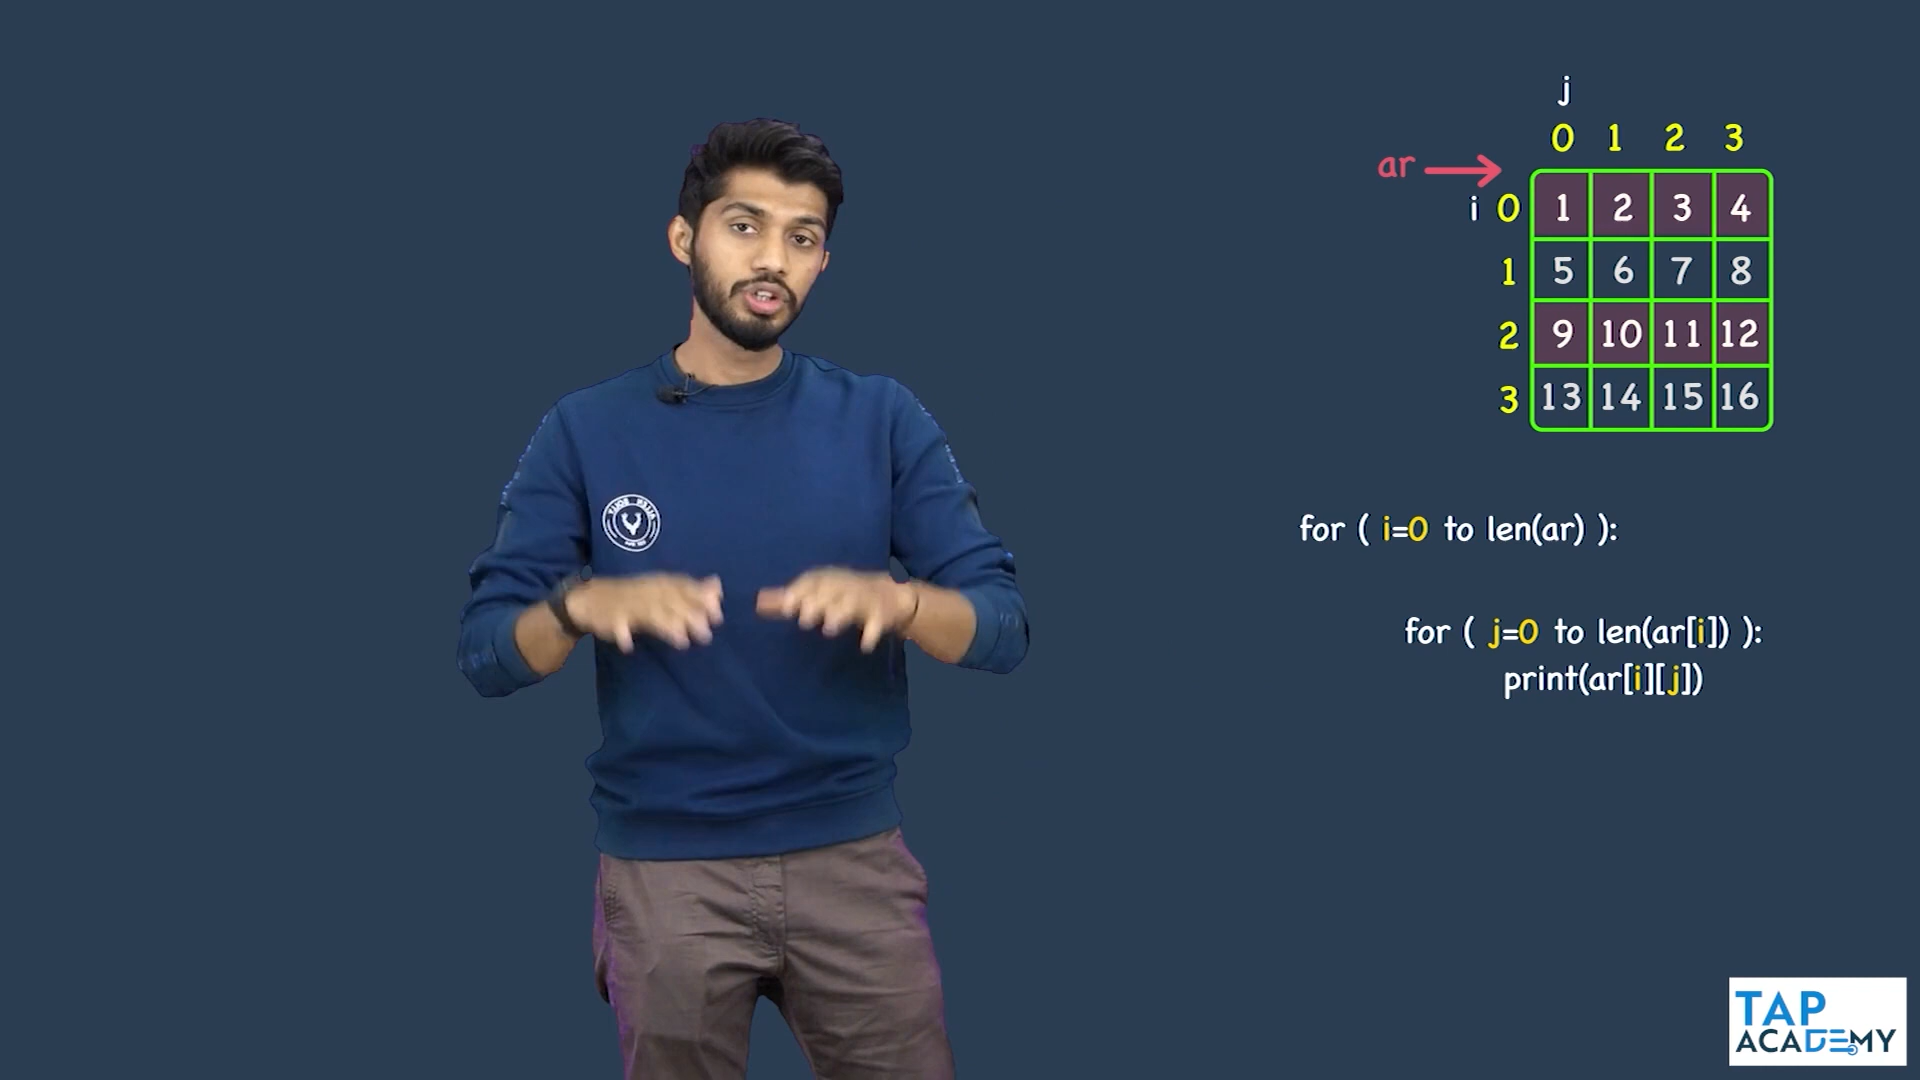 j
0 1 2 3
ar
i 0 1 2 3 4
1 5 6 7 8
2 9 10 11 12
3 13 14 15 16
for ( i=0 to len(ar) ):
for ( j=0 to len(ar[i]) ):
print(ar[i][j])
TAP
ACADEMY